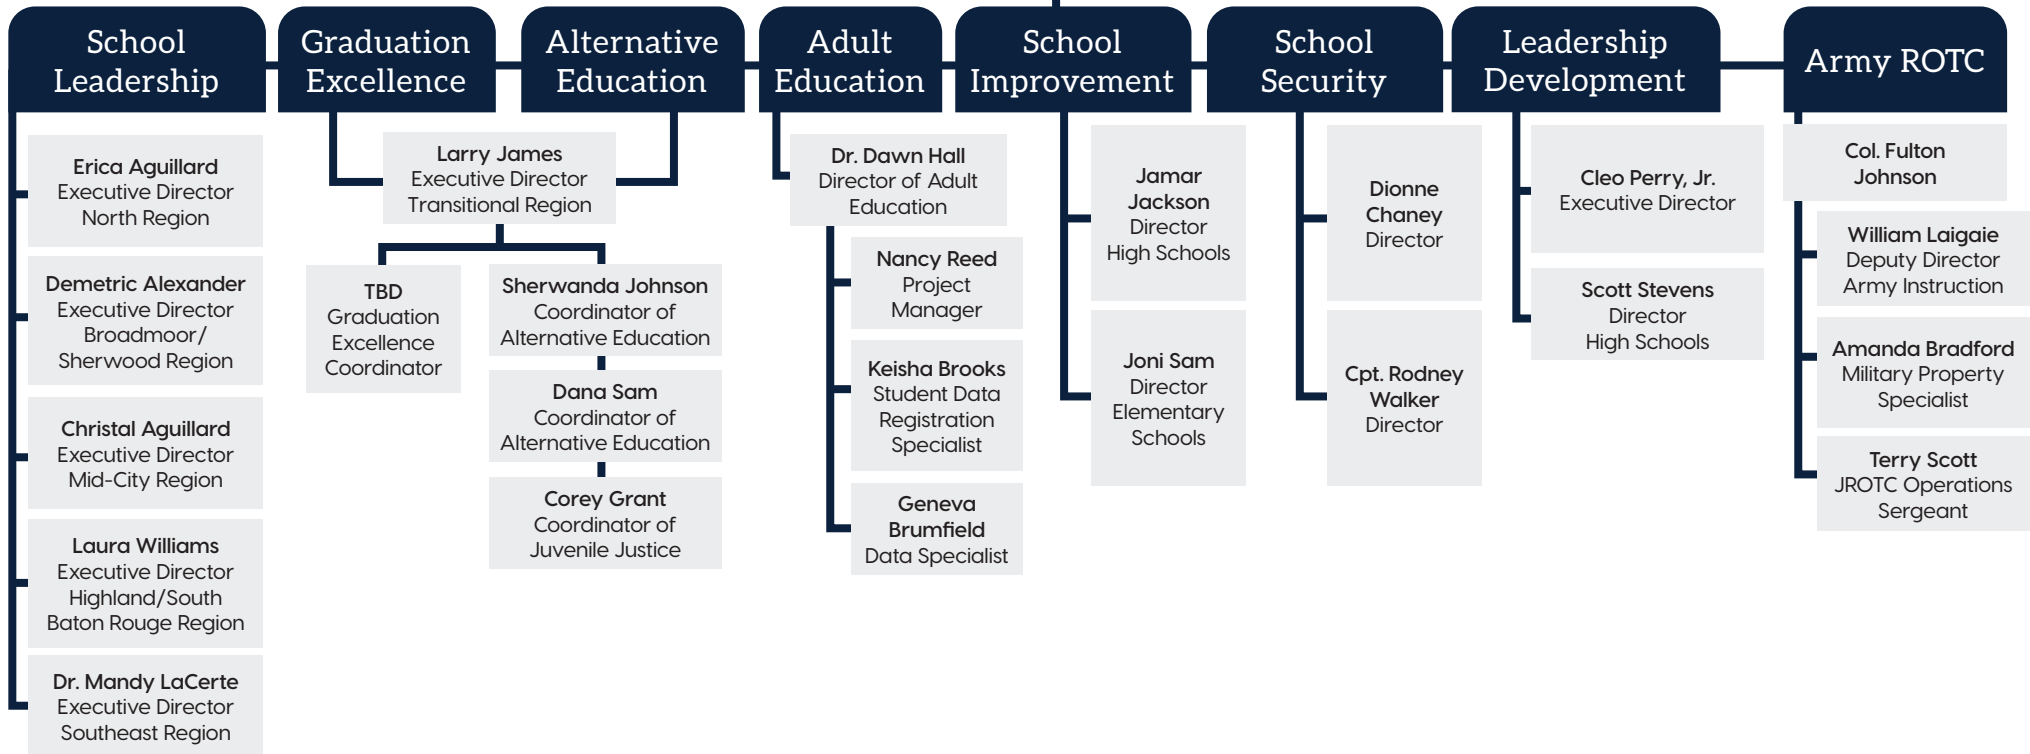 School
Leadership
Erica Aguillard
Executive Director
North Region
Demetric Alexander
Executive Director
Broadmoor/
Sherwood Region
Christal Aguillard
Executive Director
Mid-City Region
Laura Williams
Executive Director
Highland/South
Baton Rouge Region
Dr. Mandy LaCerte
Executive Director
Southeast Region
Graduation
Excellence
Alternative
Education
Larry James
Executive Director
Transitional Region
TBD
Graduation
Excellence
Coordinator
Sherwanda Johnson
Coordinator of
Alternative Education
Dana Sam
Coordinator of
Alternative Education
Corey Grant
Coordinator of
Juvenile Justice
Adult
Education
Dr. Dawn Hall
Director of Adult
Education
Nancy Reed
Project
Manager
Keisha Brooks
Student Data
Registration
Specialist
Geneva
Brumfield
Data Specialist
School
Improvement
Jamar
Jackson
Director
High Schools
Joni Sam
Director
Elementary
Schools
School
Security
Dionne
Chaney
Director
Cpt. Rodney
Walker
Director
Leadership
Development
Cleo Perry, Jr.
Executive Director
Scott Stevens
Director
High Schools
Army ROTC
Col. Fulton
Johnson
William Laigaie
Deputy Director
Army Instruction
Amanda Bradford
Military Property
Specialist
Terry Scott
JROTC Operations
Sergeant